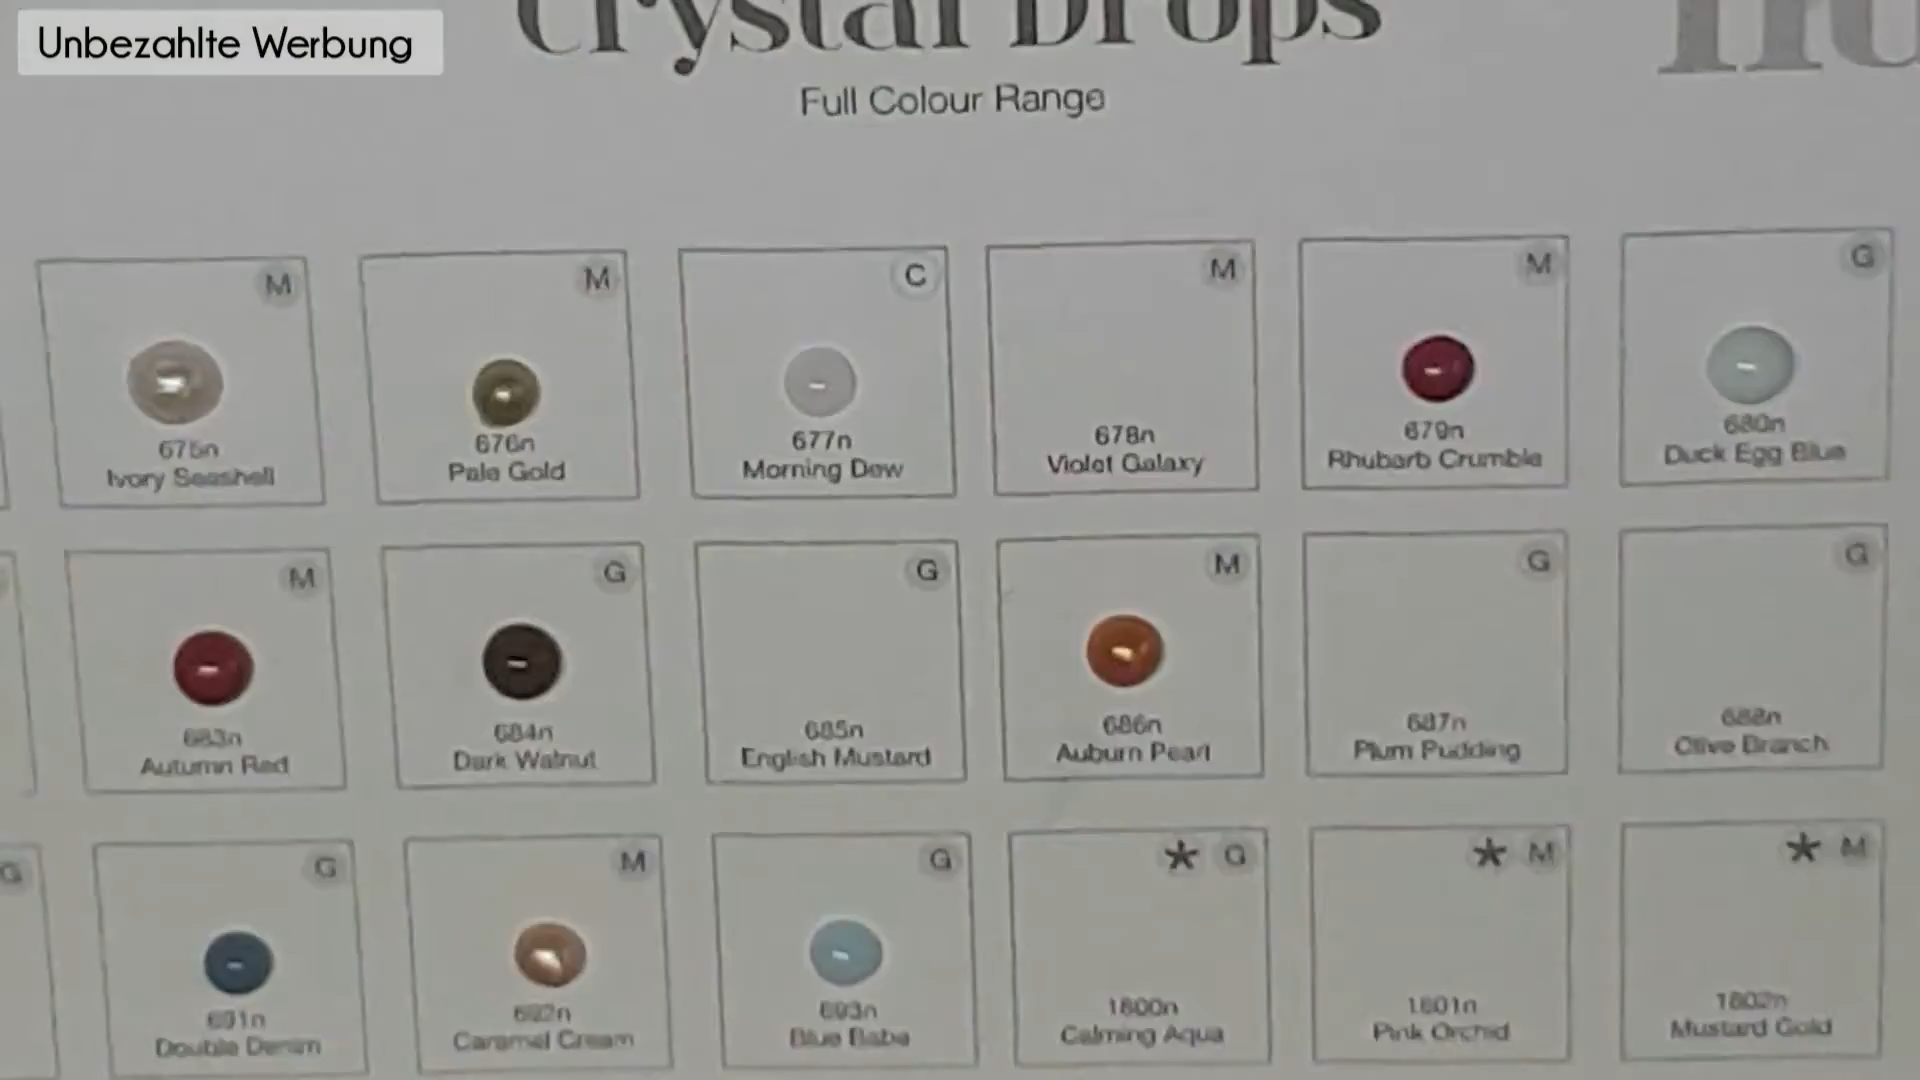 Unbezahlte Werbung
Crystal Drops
Full Colour Range
M
675n
Ivory Seashell
M
676n
Pale Gold
C
677n
Morning Dew
M
678n
Violet Galaxy
M
679n
Rhubarb Crumble
G
680n
Duck Egg Blue
M
683n
Autumn Red
G
684n
Dark Walnut
G
685n
English Mustard
M
686n
Auburn Pearl
G
687n
Plum Pudding
G
688n
Olive Branch
G
G
691n
Double Denim
M
692n
Caramel Cream
G
693n
Blue Babe
* G
1800n
Calming Aqua
* M
1801n
Pink Orchid
* M
1802n
Mustard Gold